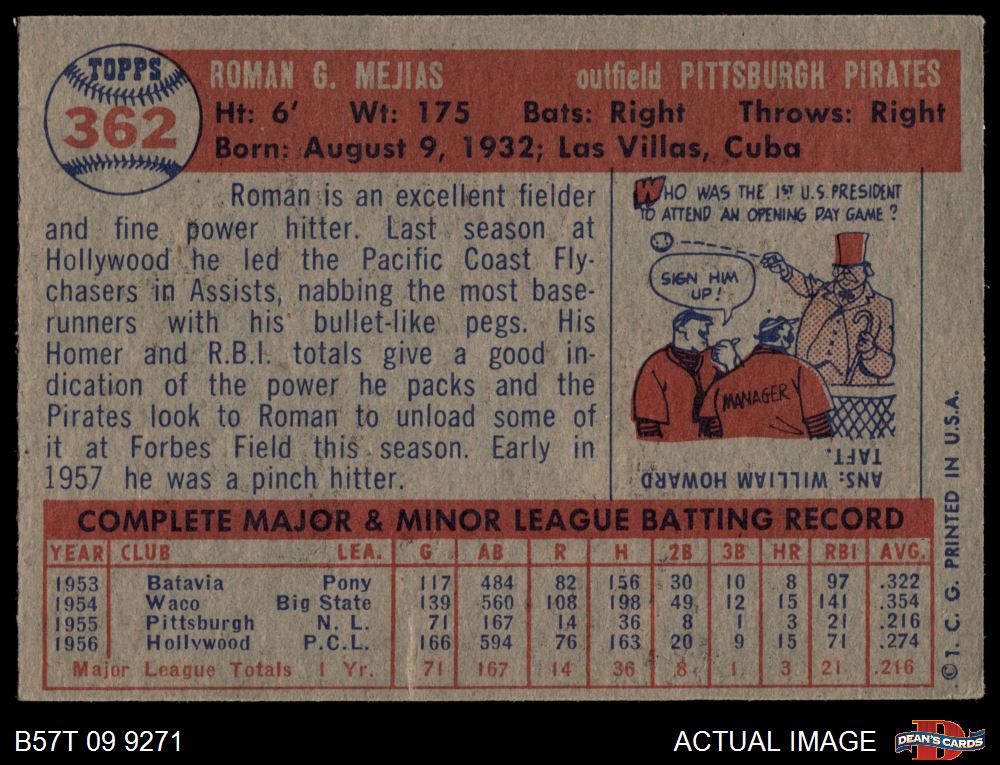 TOPPS
362
ROMAN G. MEJIAS outfield PITTSBURGH PIRATES
Ht: 6' Wt: 175 Bats: Right Throws: Right
Born: August 9, 1932; Las Villas, Cuba
Roman is an excellent fielder
and fine power hitter. Last season at
Hollywood he led the Pacific Coast Fly-
chasers in Assists, nabbing the most base-
runners with his bullet-like pegs. His
Homer and R.B.I. totals give a good in-
dication of the power he packs and the
Pirates look to Roman to unload some of
it at Forbes Field this season. Early in
1957 he was a pinch hitter.
WHO WAS THE 1ST U.S. PRESIDENT
TO ATTEND AN OPENING DAY GAME?
SIGN HIM
UP!
MANAGER
ANS: WILLIAM HOWARD
TAFT.
COMPLETE MAJOR & MINOR LEAGUE BATTING RECORD
YEAR CLUB LEA. G AB R H 2B 3B HR RBI AVG.
1953 Batavia Pony 117 484 82 156 30 10 8 97 .322
1954 Waco Big State 139 560 108 198 49 12 15 141 .354
1955 Pittsburgh N. L. 71 167 14 36 8 1 3 21 .216
1956 Hollywood P.C.L. 166 594 76 163 20 9 15 71 .274
Major League Totals 1 Yr. 71 167 14 36 8 1 3 21 .216
© T. C. G. PRINTED IN U.S.A.
B57T 09 9271
ACTUAL IMAGE
DEAN'S CARDS